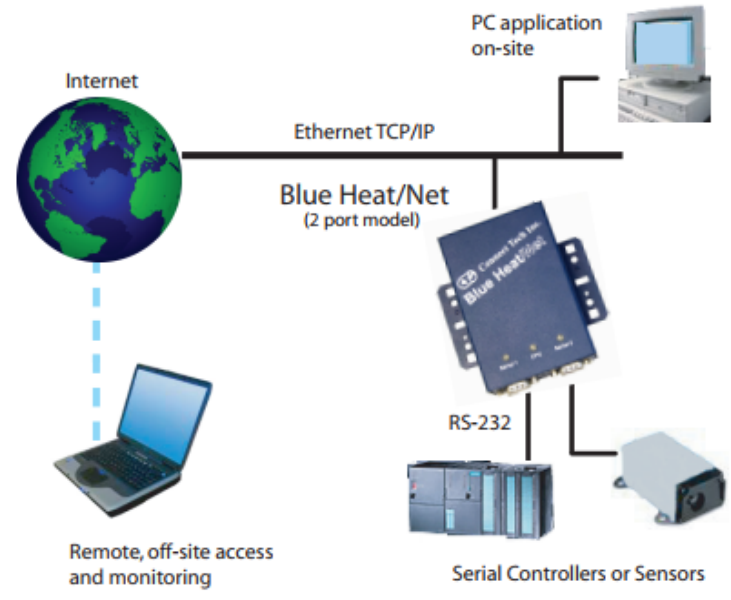 PC application
on-site
Internet
Ethernet TCP/IP
Blue Heat/Net
(2 port model)
Connect Tech Inc.
Blue Heat/Net
RS-232
Remote, off-site access
and monitoring
Serial Controllers or Sensors